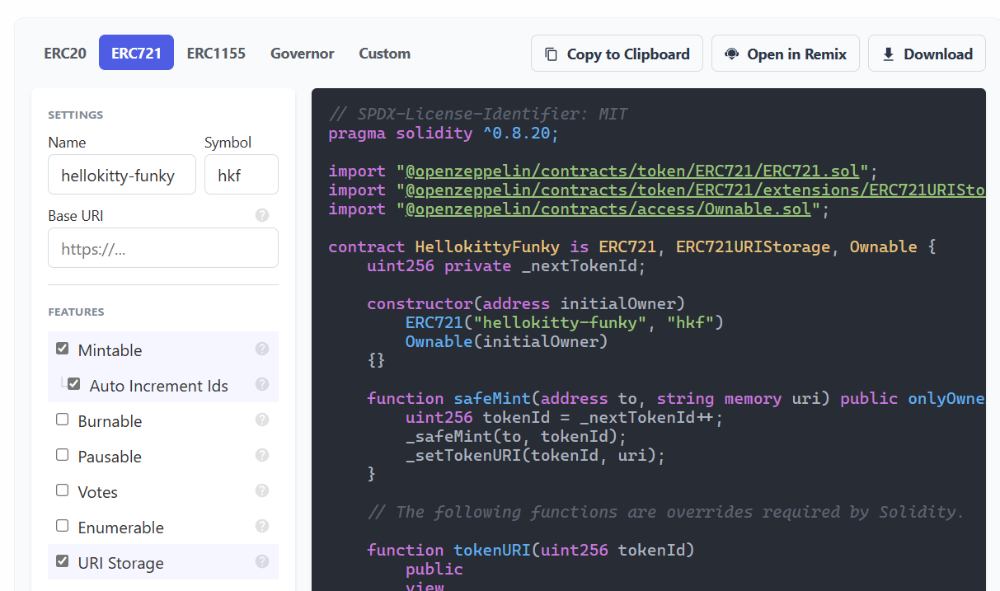 ERC20 ERC721 ERC1155 Governor Custom Copy to Clipboard Open in Remix Download
SETTINGS
Name Symbol
hellokitty-funky hkf
Base URI ?
https://...
FEATURES
Mintable ?
Auto Increment Ids ?
Burnable ?
Pausable ?
Votes ?
Enumerable ?
URI Storage ?
// SPDX-License-Identifier: MIT
pragma solidity ^0.8.20;
import "@openzeppelin/contracts/token/ERC721/ERC721.sol";
import "@openzeppelin/contracts/token/ERC721/extensions/ERC721URISto
import "@openzeppelin/contracts/access/Ownable.sol";
contract HellokittyFunky is ERC721, ERC721URIStorage, Ownable {
uint256 private _nextTokenId;
constructor(address initialOwner)
ERC721("hellokitty-funky", "hkf")
Ownable(initialOwner)
{}
function safeMint(address to, string memory uri) public onlyOwne
uint256 tokenId = _nextTokenId++;
_safeMint(to, tokenId);
_setTokenURI(tokenId, uri);
}
// The following functions are overrides required by Solidity.
function tokenURI(uint256 tokenId)
public
view